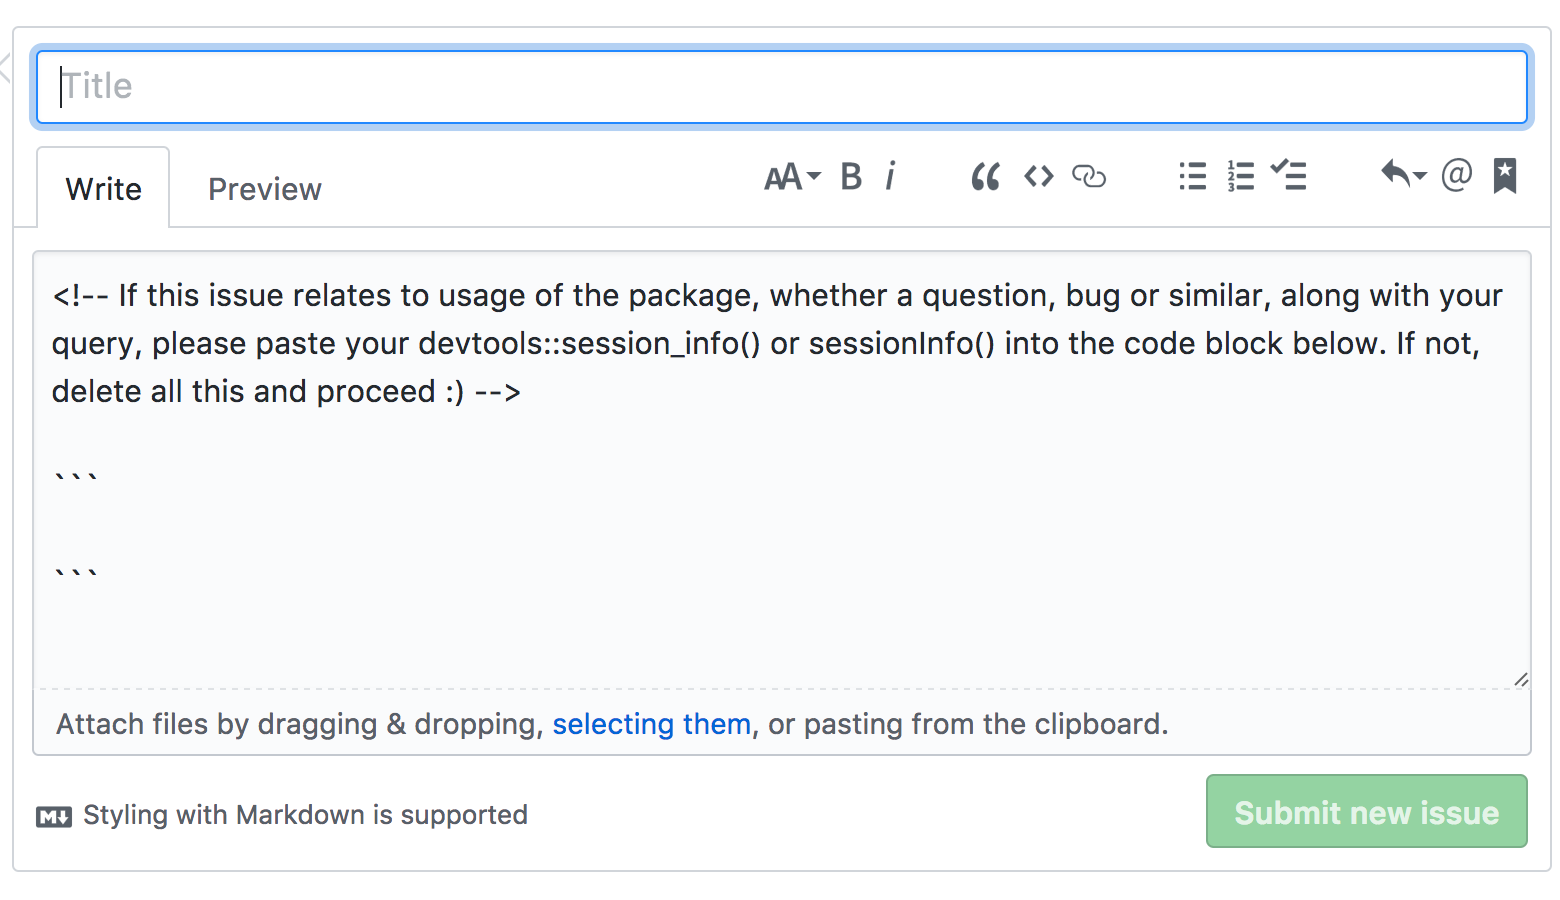 Title
Write Preview AA B i “ <> @
<!-- If this issue relates to usage of the package, whether a question, bug or similar, along with your
query, please paste your devtools::session_info() or sessionInfo() into the code block below. If not,
delete all this and proceed :) -->
```
```
Attach files by dragging & dropping, selecting them, or pasting from the clipboard.
M Styling with Markdown is supported
Submit new issue